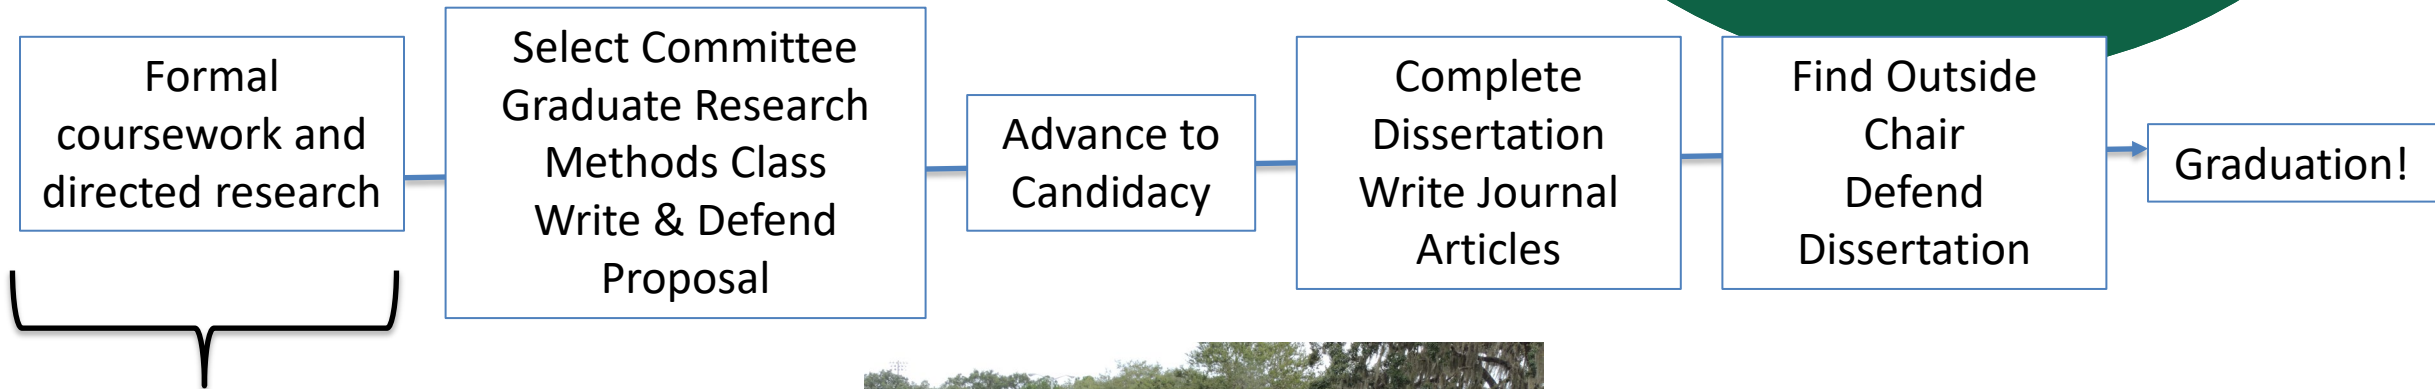 Formal
coursework and
directed research
Select Committee
Graduate Research
Methods Class
Write & Defend
Proposal
Advance to
Candidacy
Complete
Dissertation
Write Journal
Articles
Find Outside
Chair
Defend
Dissertation
Graduation!